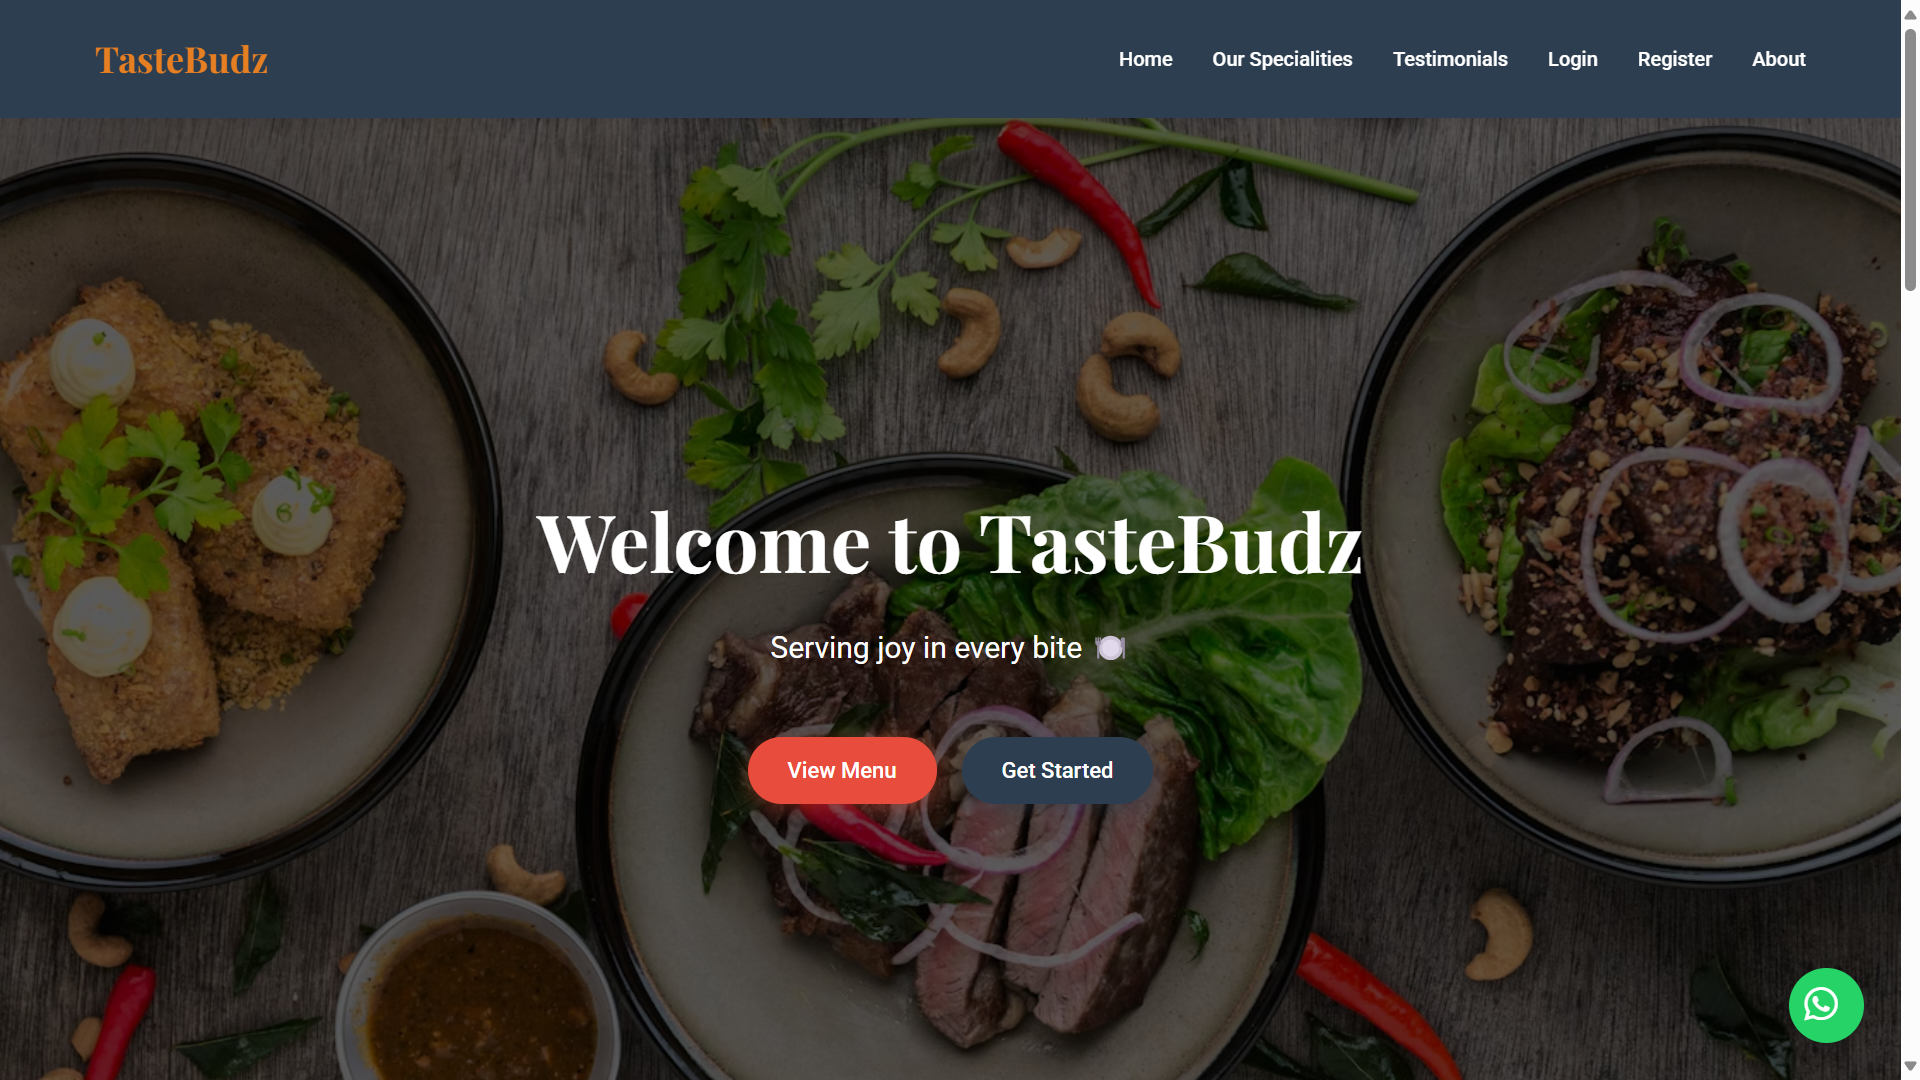 TasteBudz
Home Our Specialities Testimonials Login Register About
Welcome to TasteBudz
Serving joy in every bite 🍽️
View Menu Get Started